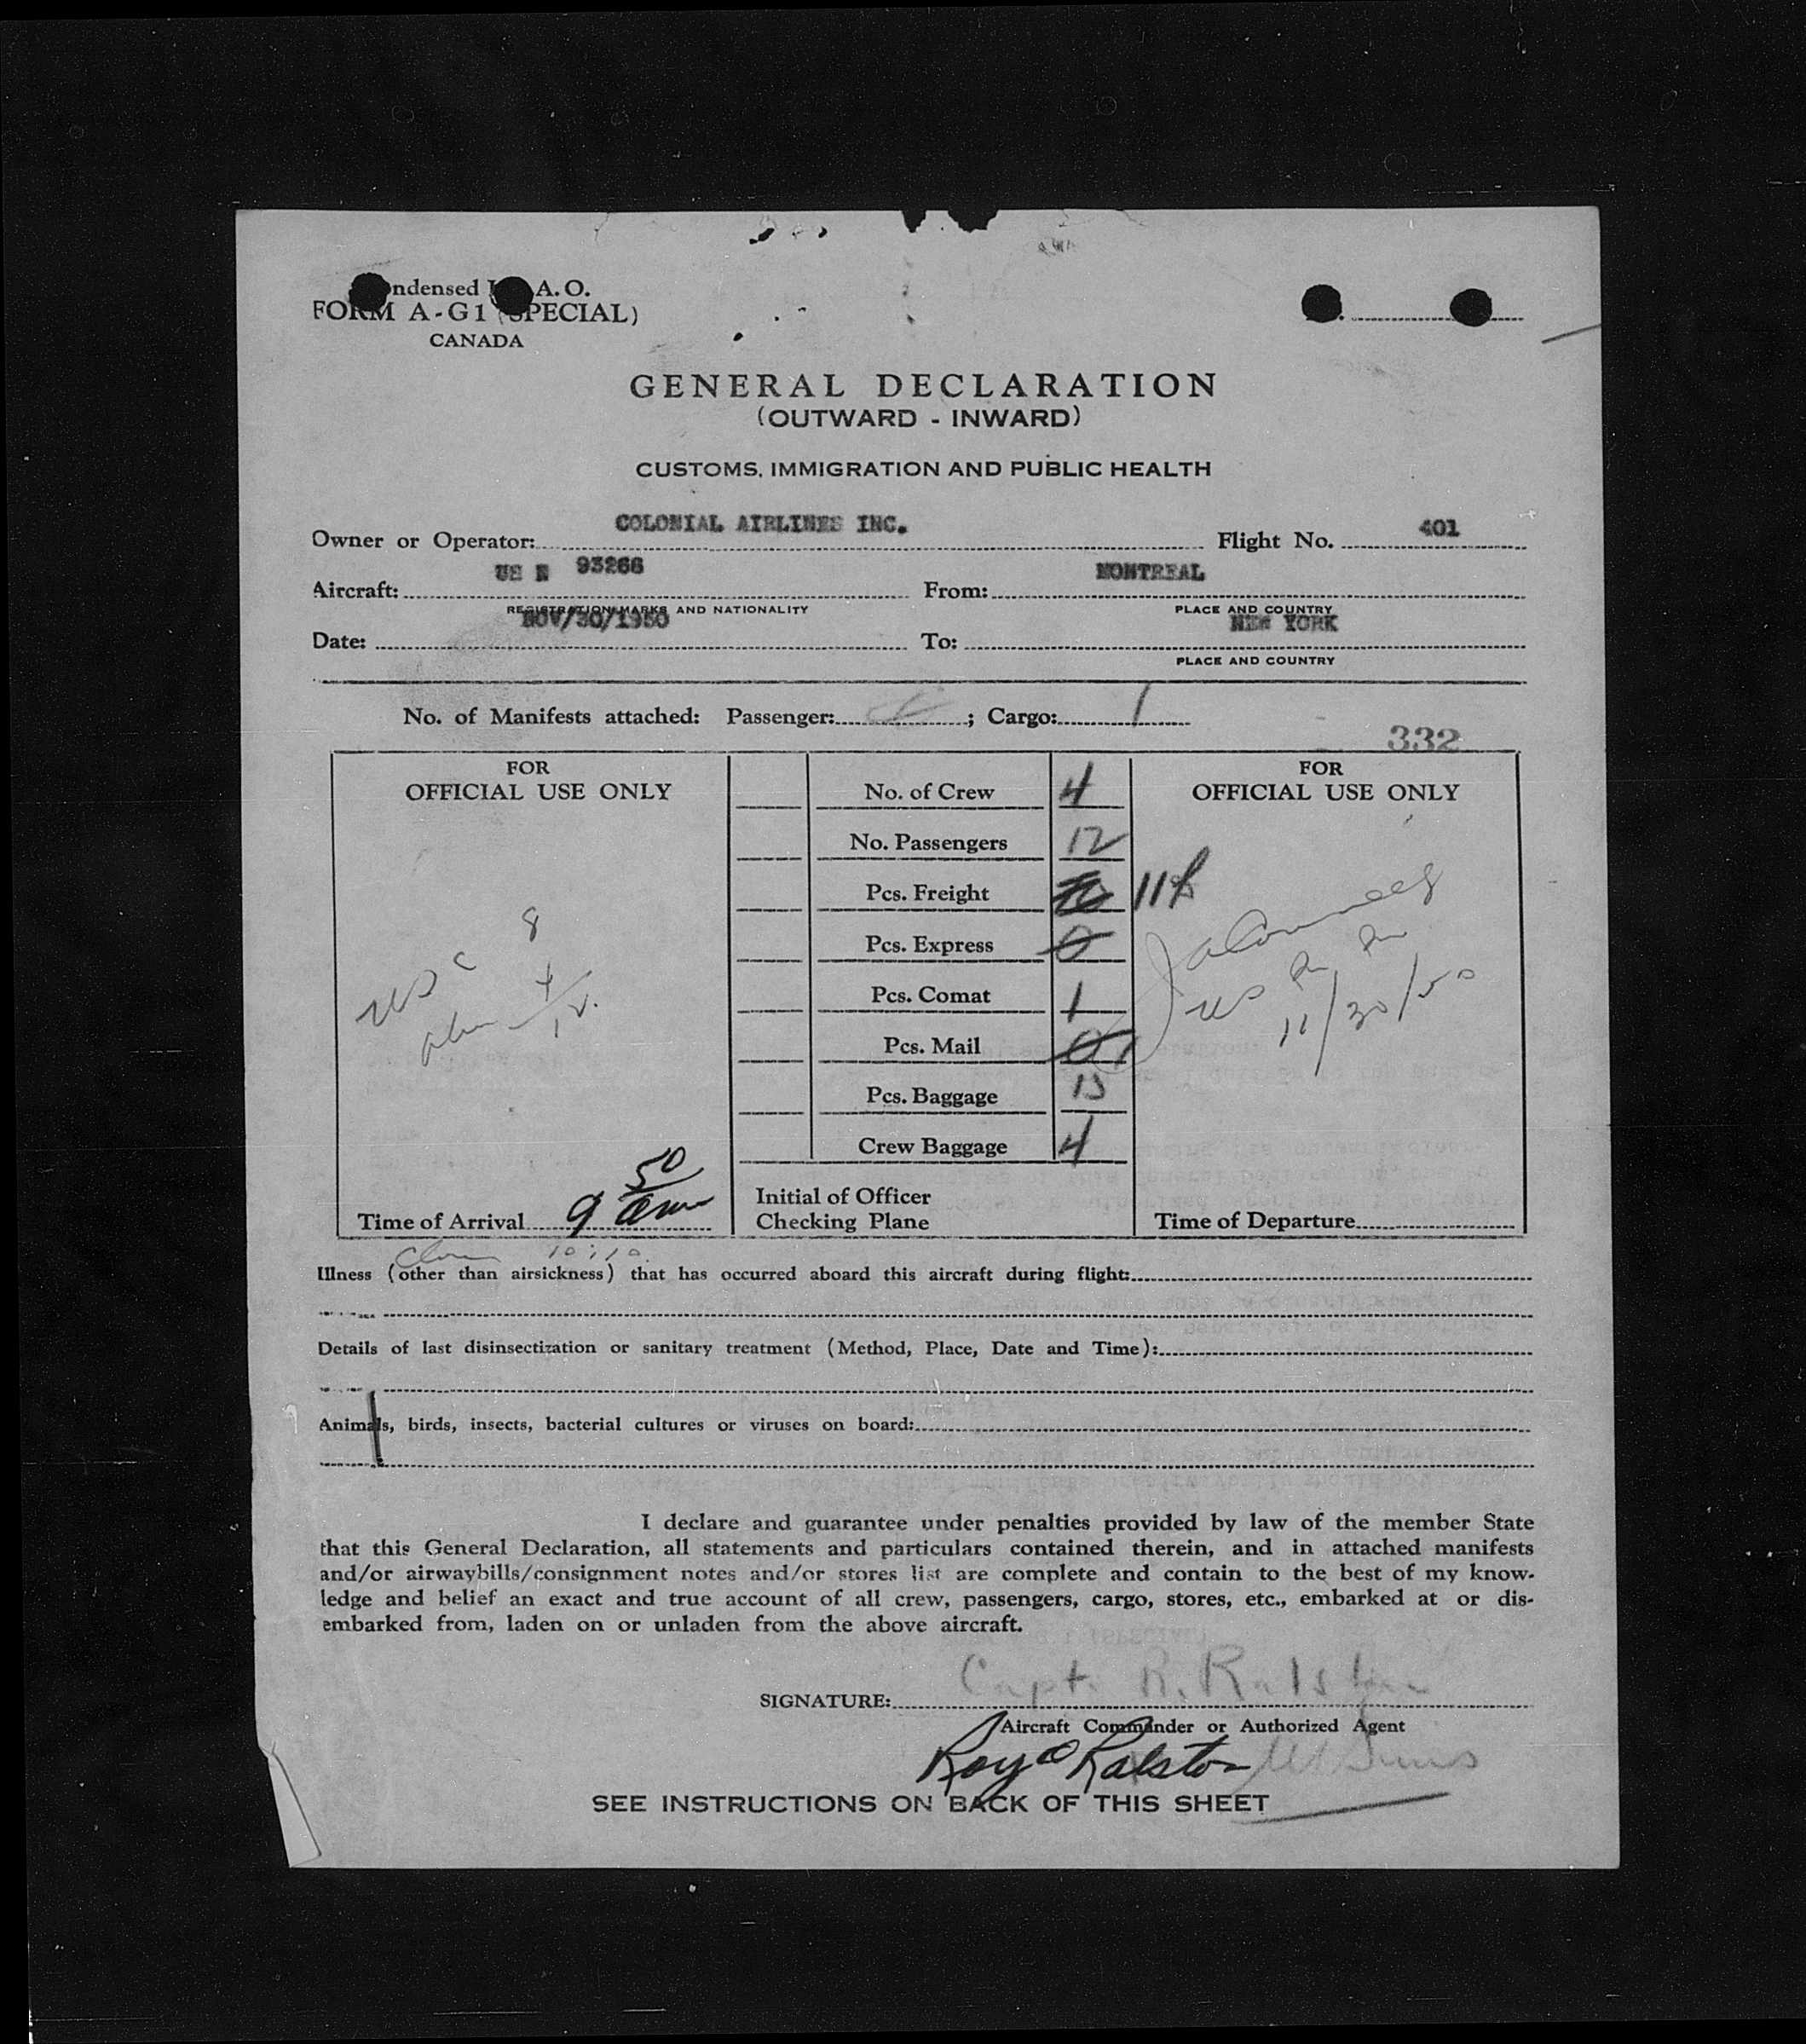 ndensed A. O.
FORM A-G1 (SPECIAL)
CANADA
GENERAL DECLARATION
(OUTWARD - INWARD)
CUSTOMS, IMMIGRATION AND PUBLIC HEALTH
Owner or Operator: COLONIAL AIRLINES INC. Flight No. 401
Aircraft: US N 93266 From: MONTREAL
REGISTRATION MARKS AND NATIONALITY PLACE AND COUNTRY
Date: NOV/30/1950 To: NEW YORK
PLACE AND COUNTRY
No. of Manifests attached: Passenger: ; Cargo: 1
332
FOR
OFFICIAL USE ONLY
No. of Crew 4
No. Passengers 12
Pcs. Freight 11
Pcs. Express 0
Pcs. Comat 1
Pcs. Mail
Pcs. Baggage 15
Crew Baggage 4
Initial of Officer
Checking Plane
FOR
OFFICIAL USE ONLY
11/30/50
USC 8
4
12
Time of Arrival 9 50 am
Time of Departure
10:10
Illness (other than airsickness) that has occurred aboard this aircraft during flight:
Details of last disinsectization or sanitary treatment (Method, Place, Date and Time):
Animals, birds, insects, bacterial cultures or viruses on board:
I declare and guarantee under penalties provided by law of the member State
that this General Declaration, all statements and particulars contained therein, and in attached manifests
and/or airwaybills/consignment notes and/or stores list are complete and contain to the best of my know-
ledge and belief an exact and true account of all crew, passengers, cargo, stores, etc., embarked at or dis-
embarked from, laden on or unladen from the above aircraft.
SIGNATURE: Capt. R. Ralston
Aircraft Commander or Authorized Agent
Roy Ralston
SEE INSTRUCTIONS ON BACK OF THIS SHEET